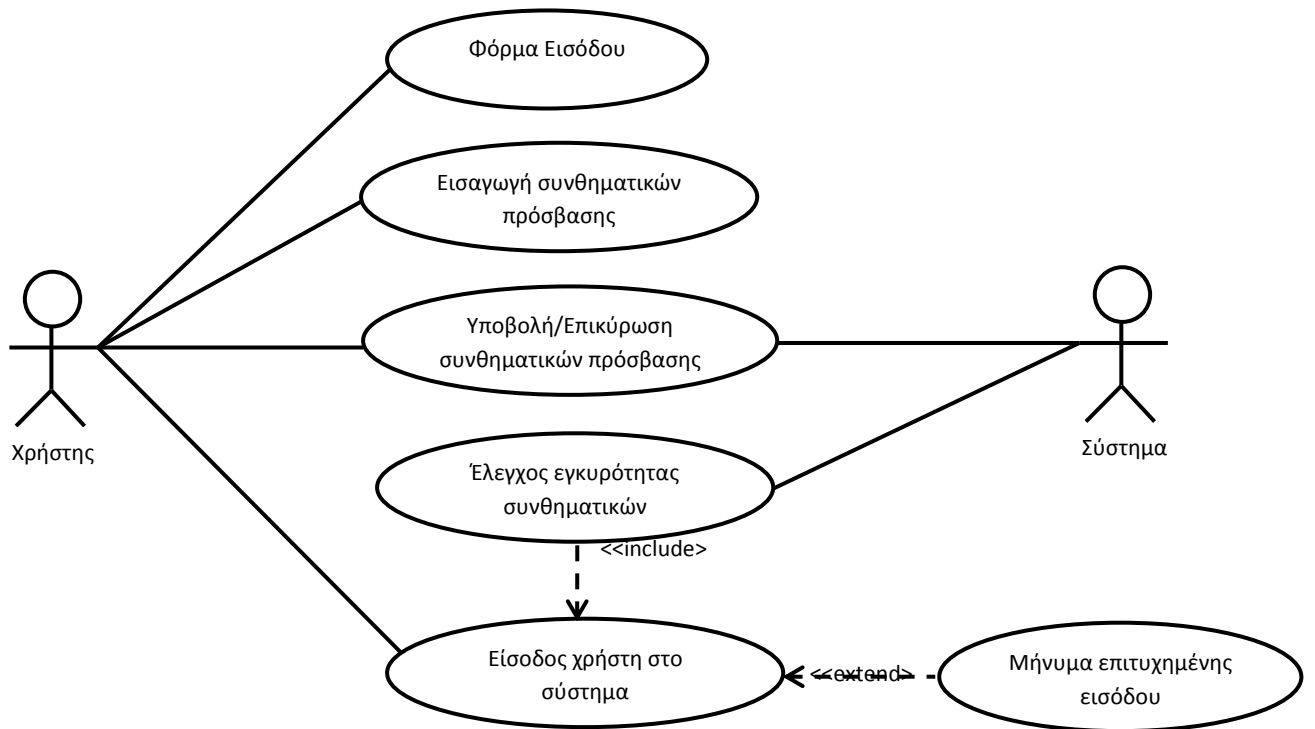 Φόρμα Εισόδου
Εισαγωγή συνθηματικών
πρόσβασης
Υποβολή/Επικύρωση
συνθηματικών πρόσβασης
Χρήστης
Σύστημα
Έλεγχος εγκυρότητας
συνθηματικών
<<include>
Είσοδος χρήστη στο
σύστημα
<<extend>
Μήνυμα επιτυχημένης
εισόδου